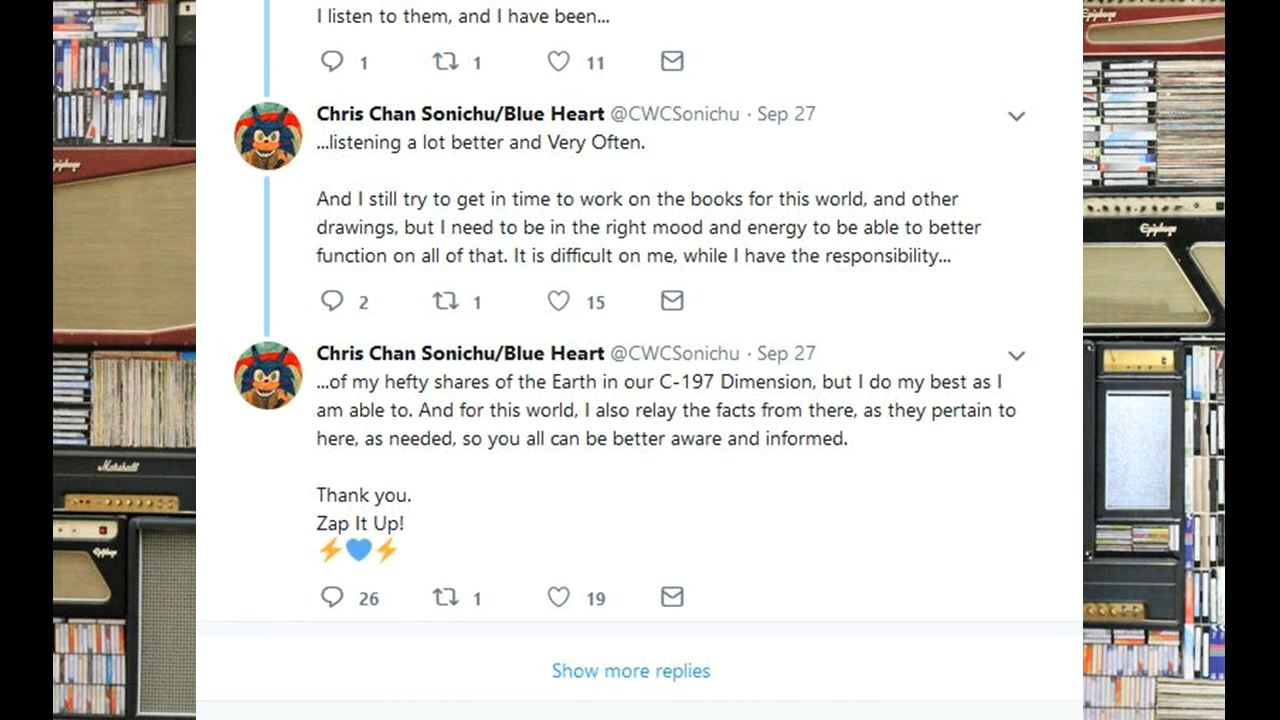 I listen to them, and I have been...
1 1 11
Chris Chan Sonichu/Blue Heart @CWCSonichu · Sep 27
...listening a lot better and Very Often.
And I still try to get in time to work on the books for this world, and other
drawings, but I need to be in the right mood and energy to be able to better
function on all of that. It is difficult on me, while I have the responsibility...
2 1 15
Chris Chan Sonichu/Blue Heart @CWCSonichu · Sep 27
...of my hefty shares of the Earth in our C-197 Dimension, but I do my best as I
am able to. And for this world, I also relay the facts from there, as they pertain to
here, as needed, so you all can be better aware and informed.
Thank you.
Zap It Up!
⚡💙⚡
26 1 19
Show more replies
Epiphone
Marshall
Epiphone
Epiphone
Epiphone